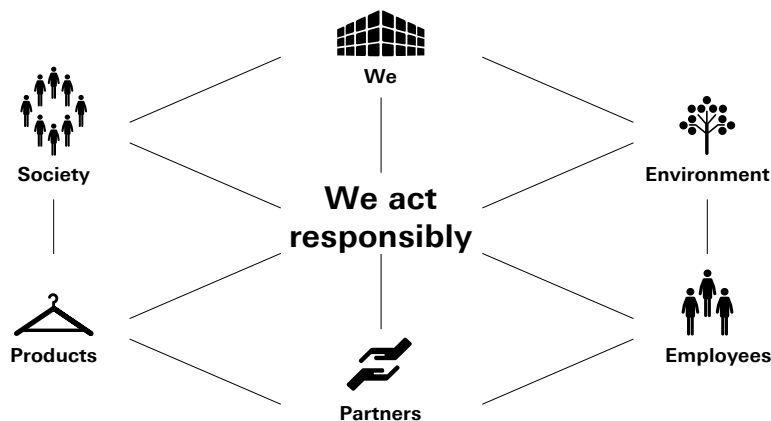 We
Society
Environment
We act
responsibly
Products
Employees
Partners